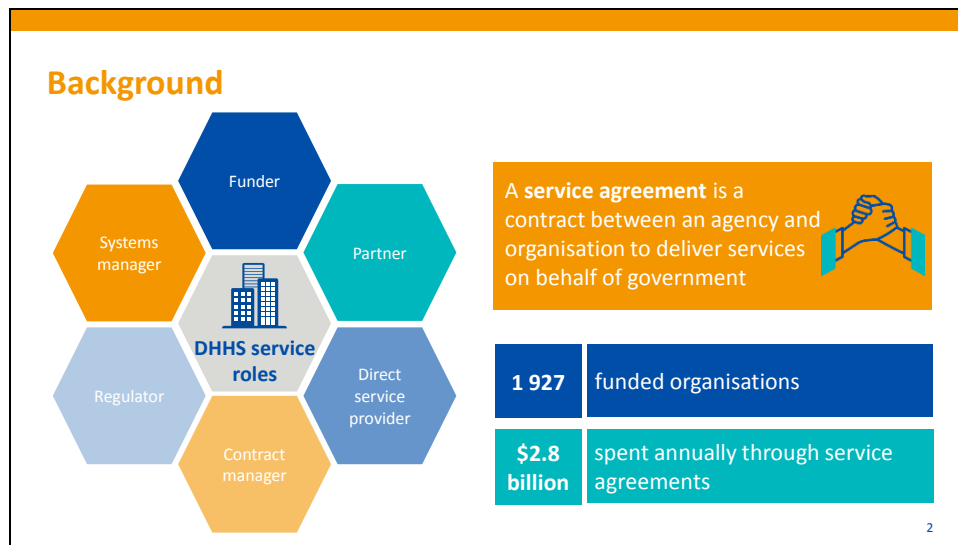 Background
Funder
Systems
manager
Partner
DHHS service
roles
Regulator
Direct
service
provider
Contract
manager
A service agreement is a
contract between an agency and
organisation to deliver services
on behalf of government
1 927
funded organisations
$2.8
billion
spent annually through service
agreements
2